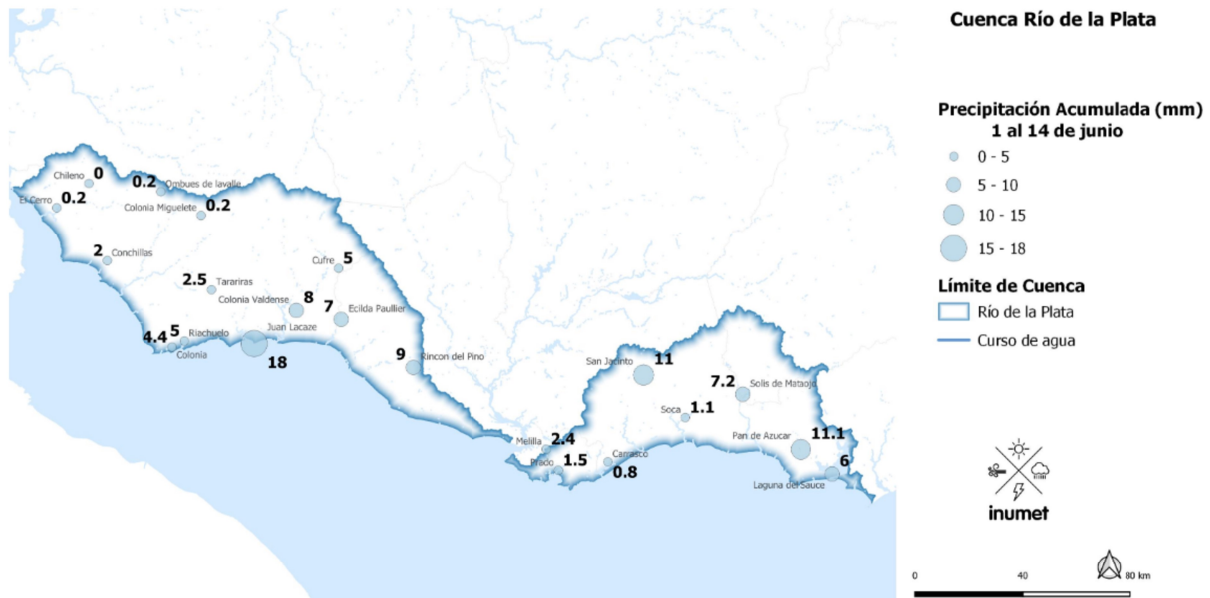 Cuenca Río de la Plata
Precipitación Acumulada (mm)
1 al 14 de junio
0 - 5
5 - 10
10 - 15
15 - 18
Límite de Cuenca
Río de la Plata
Curso de agua
inumet
0 40 80 km
Chileno 0
0.2 Ombues de lavalle
El Cerro 0.2
Colonia Miguelete 0.2
2 Conchillas
Cufre 5
2.5 Tarariras
Colonia Valdense 8
7 Ecilda Paullier
4.4 5 Riachuelo
Colonia
Juan Lacaze
18
9 Rincon del Pino
San Jacinto 11
7.2 Solis de Mataojo
Soca 1.1
Pan de Azucar 11.1
Melilla 2.4
Prado 1.5
Carrasco
0.8
6
Laguna del Sauce